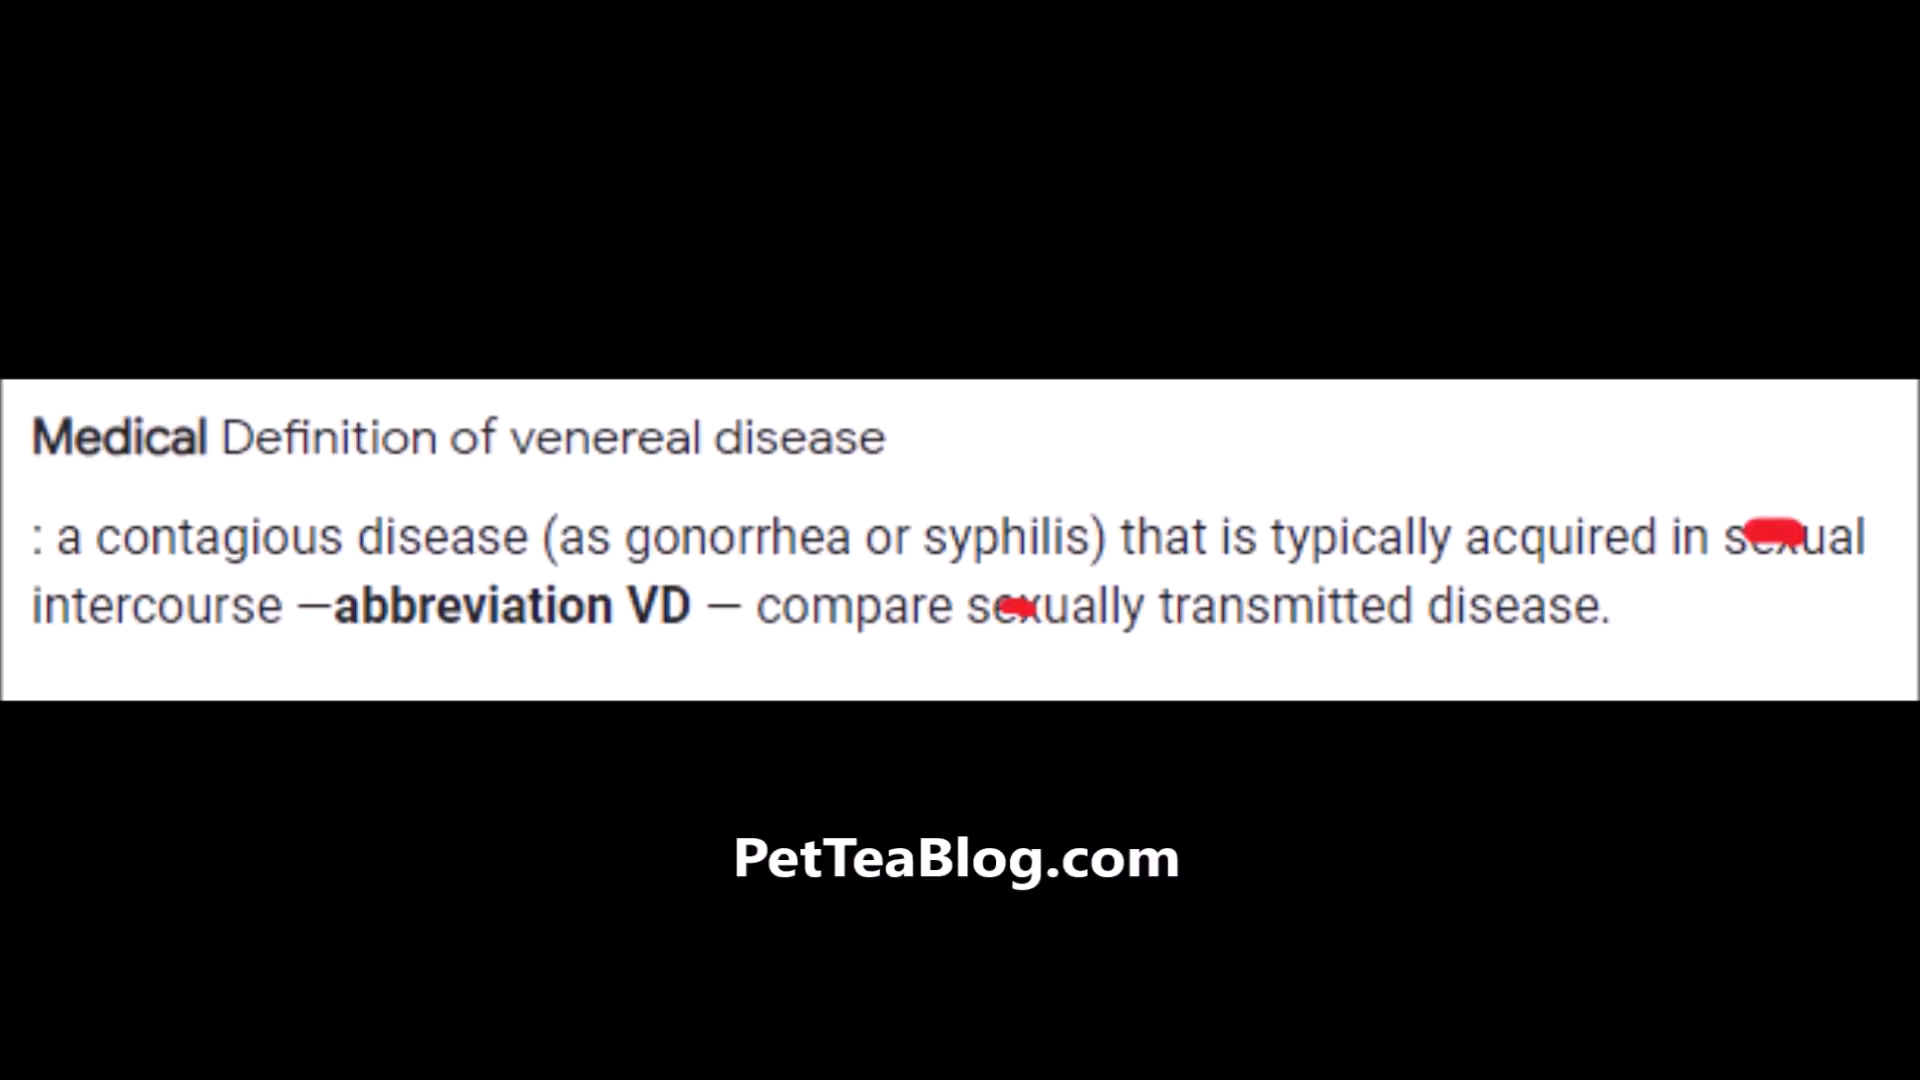 Medical Definition of venereal disease
: a contagious disease (as gonorrhea or syphilis) that is typically acquired in sexual
intercourse —abbreviation VD — compare sexually transmitted disease.
PetTeaBlog.com